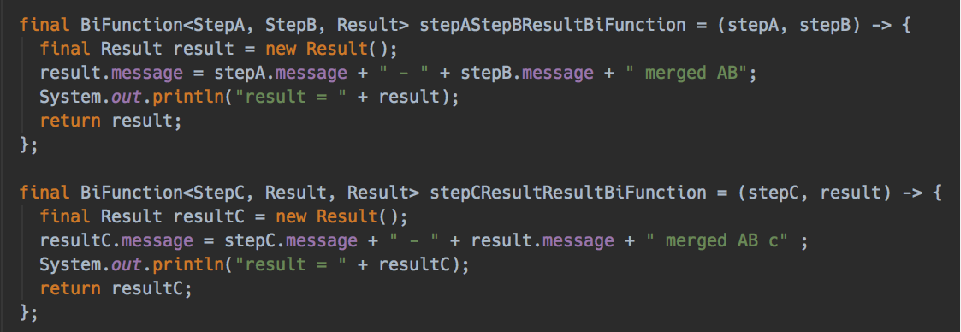 final BiFunction<StepA, StepB, Result> stepAStepBResultBiFunction = (stepA, stepB) -> {
  final Result result = new Result();
  result.message = stepA.message + " - " + stepB.message + " merged AB";
  System.out.println("result = " + result);
  return result;
};

final BiFunction<StepC, Result, Result> stepCResultResultBiFunction = (stepC, result) -> {
  final Result resultC = new Result();
  resultC.message = stepC.message + " - " + result.message + " merged AB c" ;
  System.out.println("result = " + resultC);
  return resultC;
};